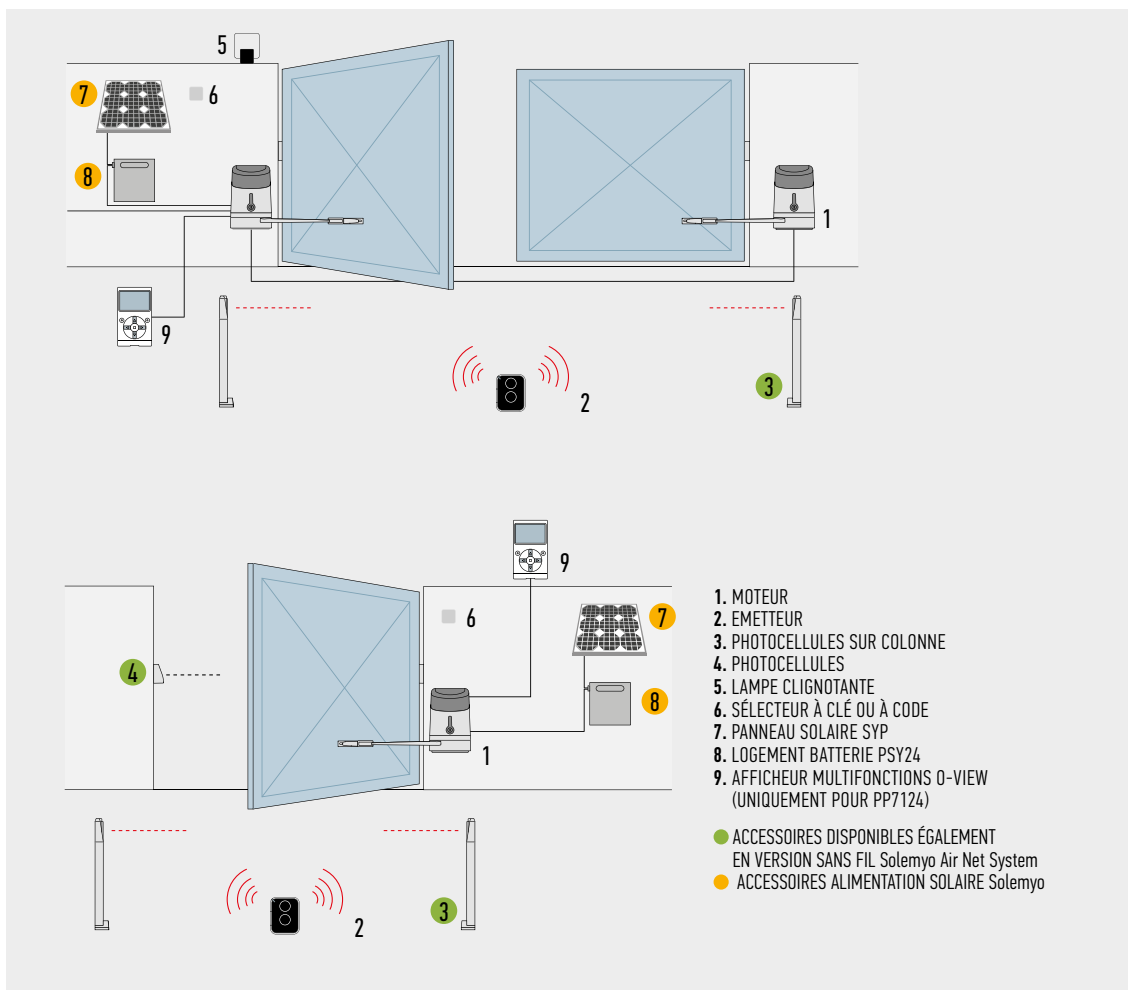 5
7
6
8
1
9
2
3
9
6
7
4
8
1
3
2
1. MOTEUR
2. EMETTEUR
3. PHOTOCELLULES SUR COLONNE
4. PHOTOCELLULES
5. LAMPE CLIGNOTANTE
6. SÉLECTEUR À CLÉ OU À CODE
7. PANNEAU SOLAIRE SYP
8. LOGEMENT BATTERIE PSY24
9. AFFICHEUR MULTIFONCTIONS O-VIEW
(UNIQUEMENT POUR PP7124)
ACCESSOIRES DISPONIBLES ÉGALEMENT
EN VERSION SANS FIL Solemyo Air Net System
ACCESSOIRES ALIMENTATION SOLAIRE Solemyo